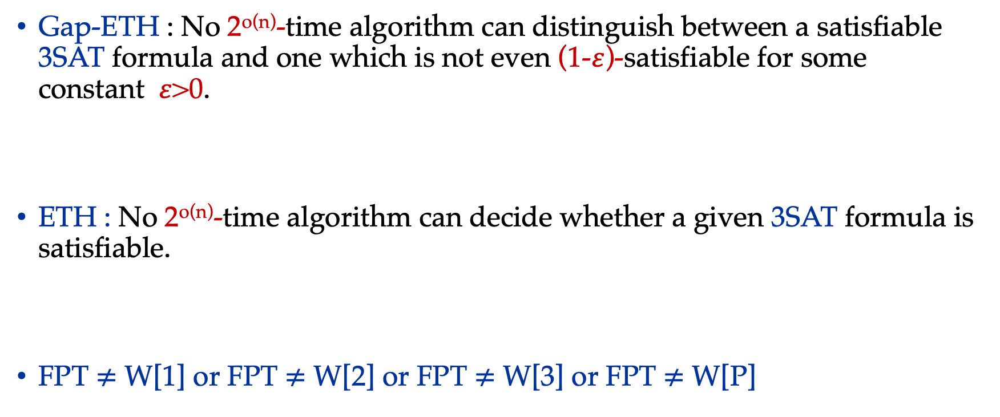 • Gap-ETH : No 2^o(n)-time algorithm can distinguish between a satisfiable
3SAT formula and one which is not even (1-ε)-satisfiable for some
constant ε>0.
• ETH : No 2^o(n)-time algorithm can decide whether a given 3SAT formula is
satisfiable.
• FPT ≠ W[1] or FPT ≠ W[2] or FPT ≠ W[3] or FPT ≠ W[P]